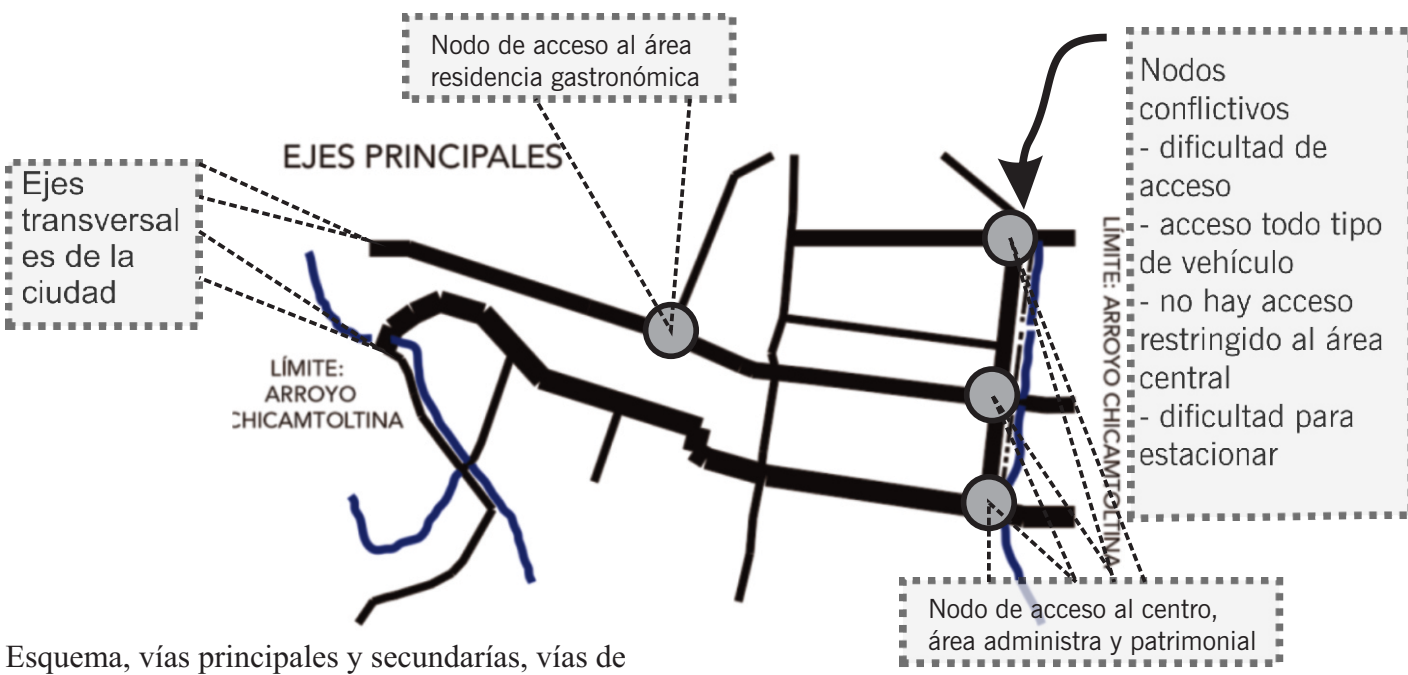 Nodo de acceso al área
residencia gastronómica
Nodos
conflictivos
- dificultad de
acceso
- acceso todo tipo
de vehículo
- no hay acceso
restringido al área
central
- dificultad para
estacionar
EJES PRINCIPALES
Ejes
transversal
es de la
ciudad
LÍMITE: ARROYO CHICAMTOLTINA
LÍMITE:
ARROYO
CHICAMTOLTINA
Nodo de acceso al centro,
área administra y patrimonial
Esquema, vías principales y secundarías, vías de